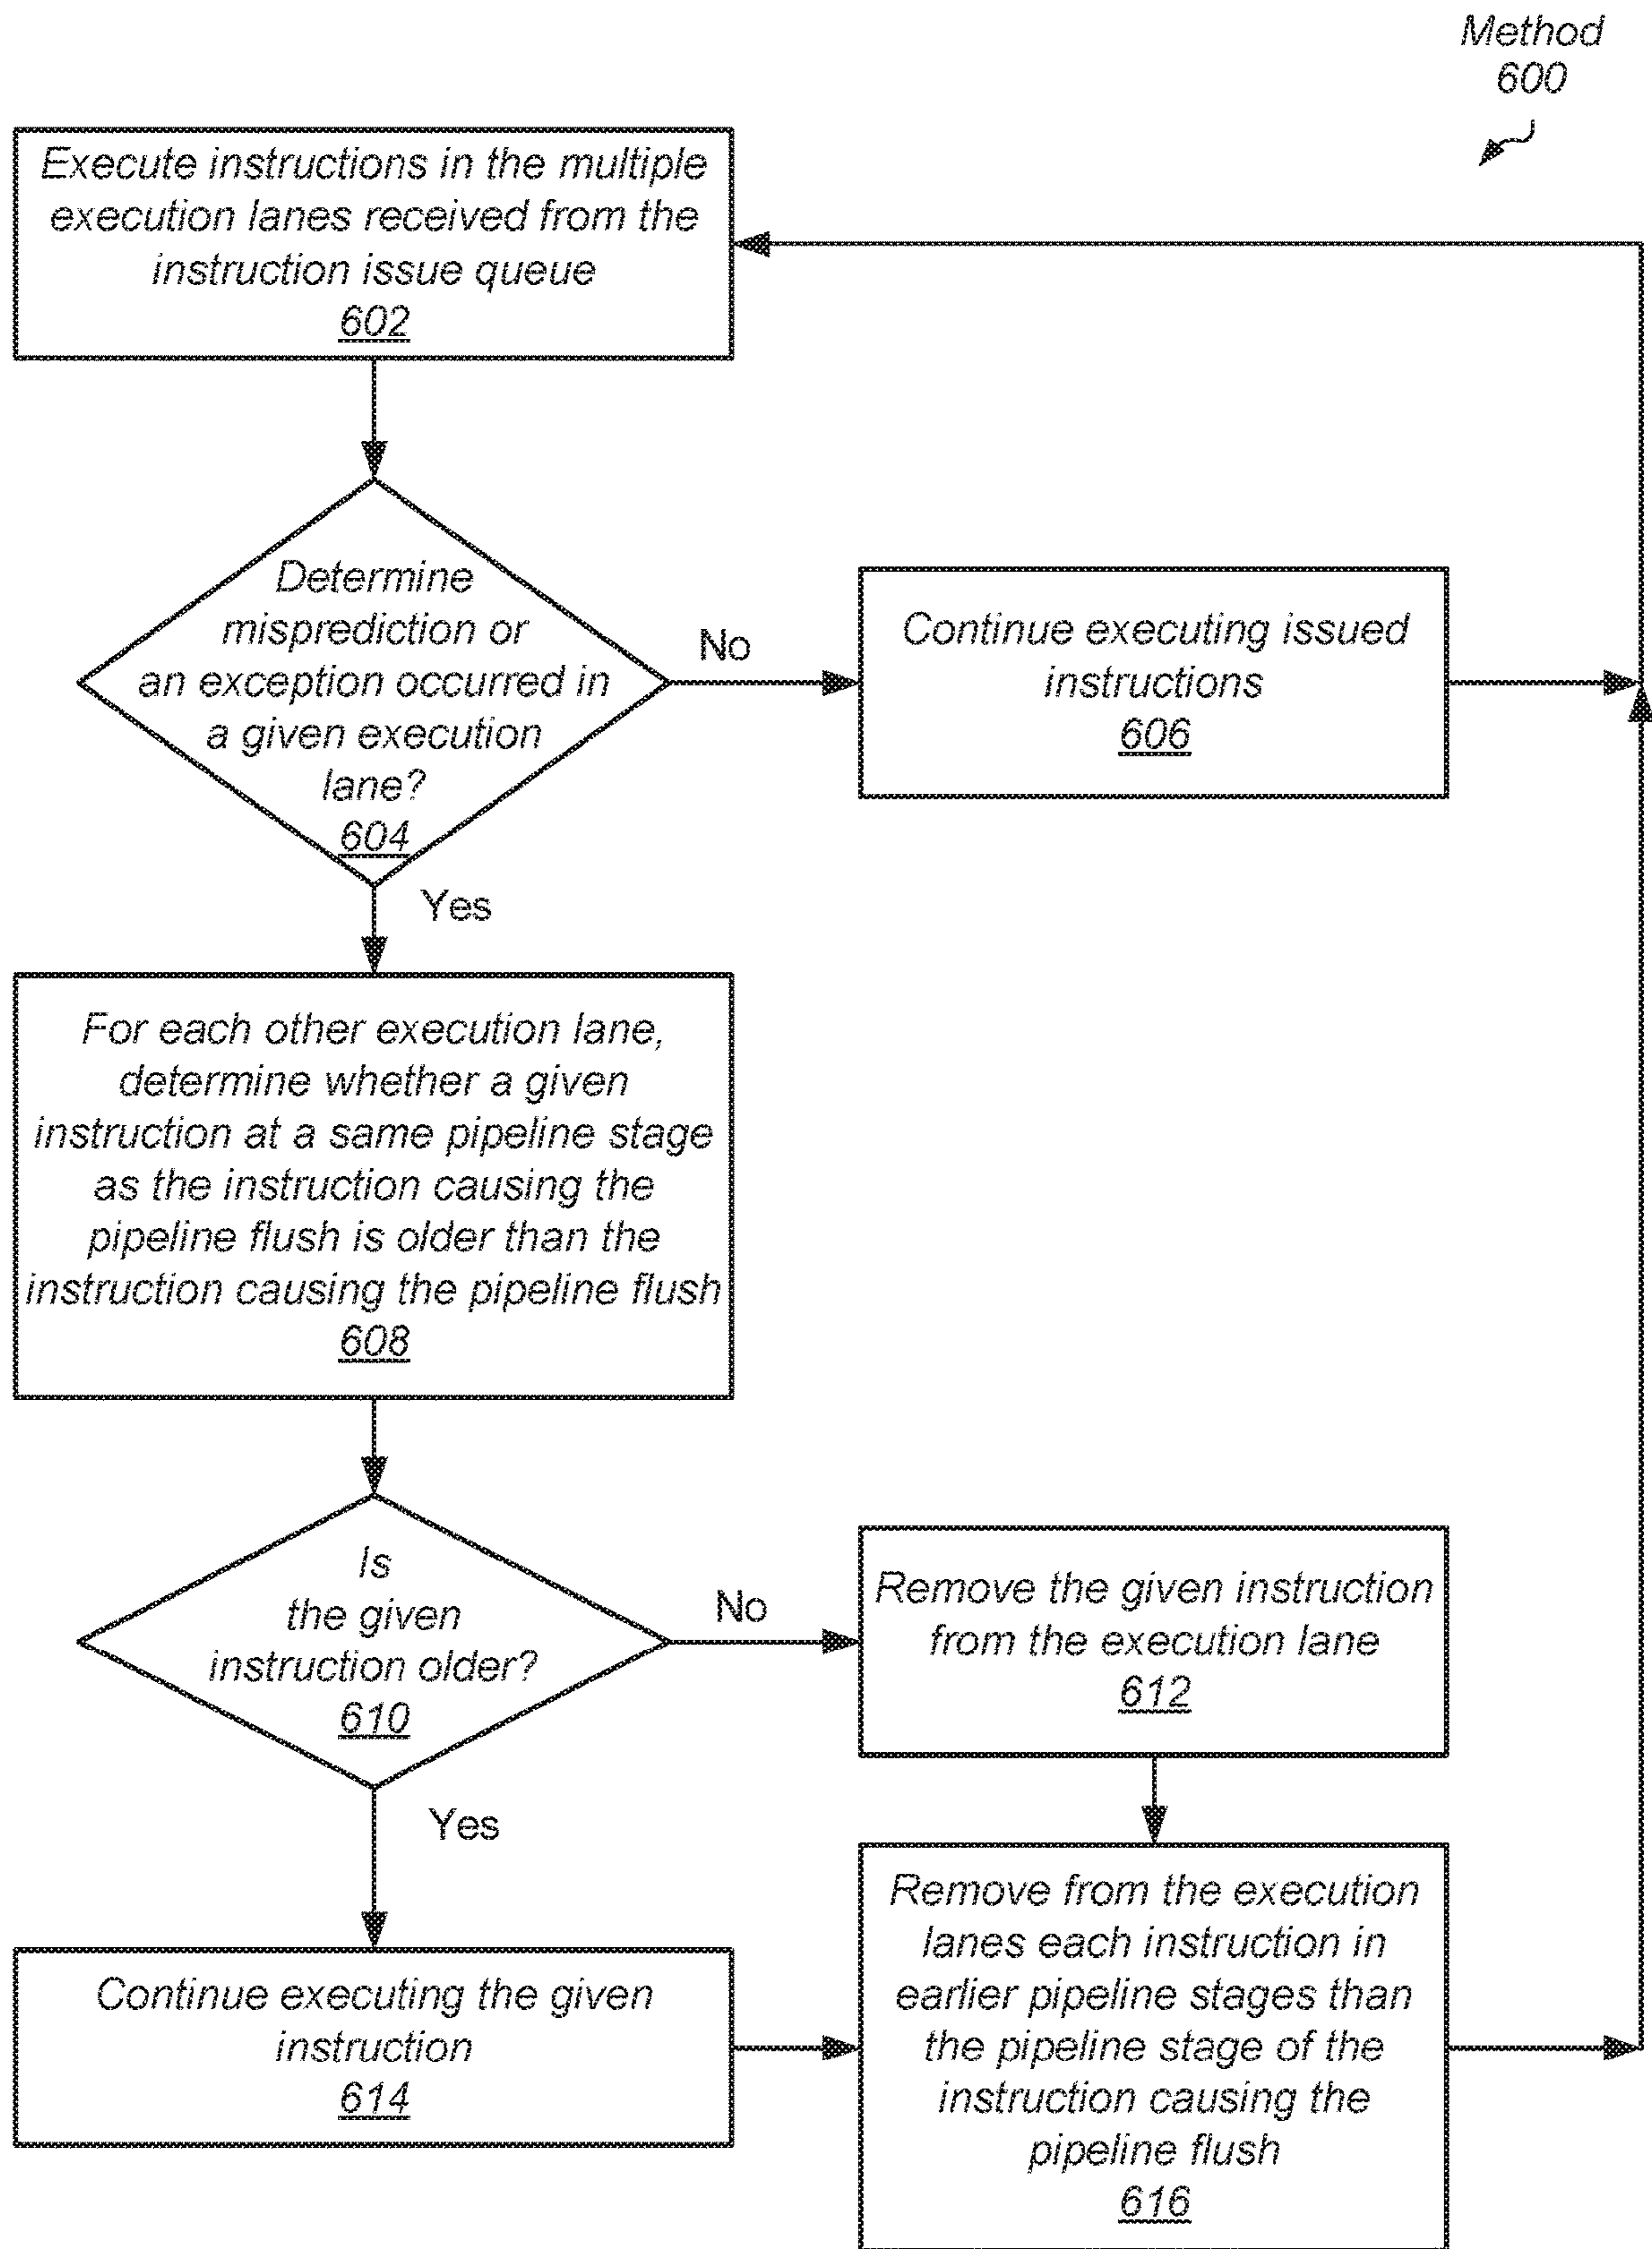 Method
600
Execute instructions in the multiple
execution lanes received from the
instruction issue queue
602
Determine
misprediction or
an exception occurred in
a given execution
lane?
604
No
Continue executing issued
instructions
606
Yes
For each other execution lane,
determine whether a given
instruction at a same pipeline stage
as the instruction causing the
pipeline flush is older than the
instruction causing the pipeline flush
608
Is
the given
instruction older?
610
No
Remove the given instruction
from the execution lane
612
Yes
Continue executing the given
instruction
614
Remove from the execution
lanes each instruction in
earlier pipeline stages than
the pipeline stage of the
instruction causing the
pipeline flush
616